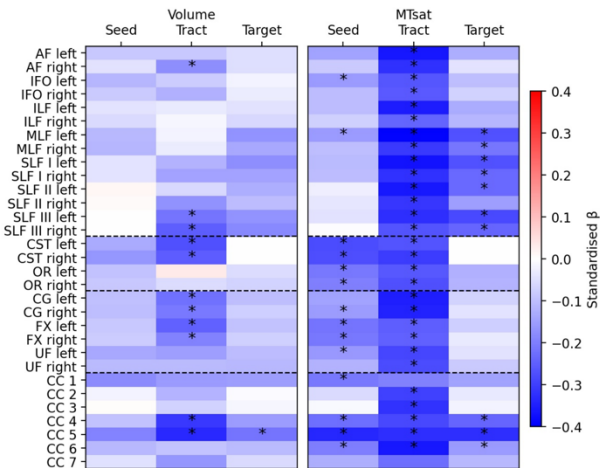 Volume
MTsat
Seed Tract Target
Seed Tract Target
AF left
AF right
IFO left
IFO right
ILF left
ILF right
MLF left
MLF right
SLF I left
SLF I right
SLF II left
SLF II right
SLF III left
SLF III right
CST left
CST right
OR left
OR right
CG left
CG right
FX left
FX right
UF left
UF right
CC 1
CC 2
CC 3
CC 4
CC 5
CC 6
CC 7
0.4
0.3
0.2
0.1
0.0
−0.1
−0.2
−0.3
−0.4
Standardised β